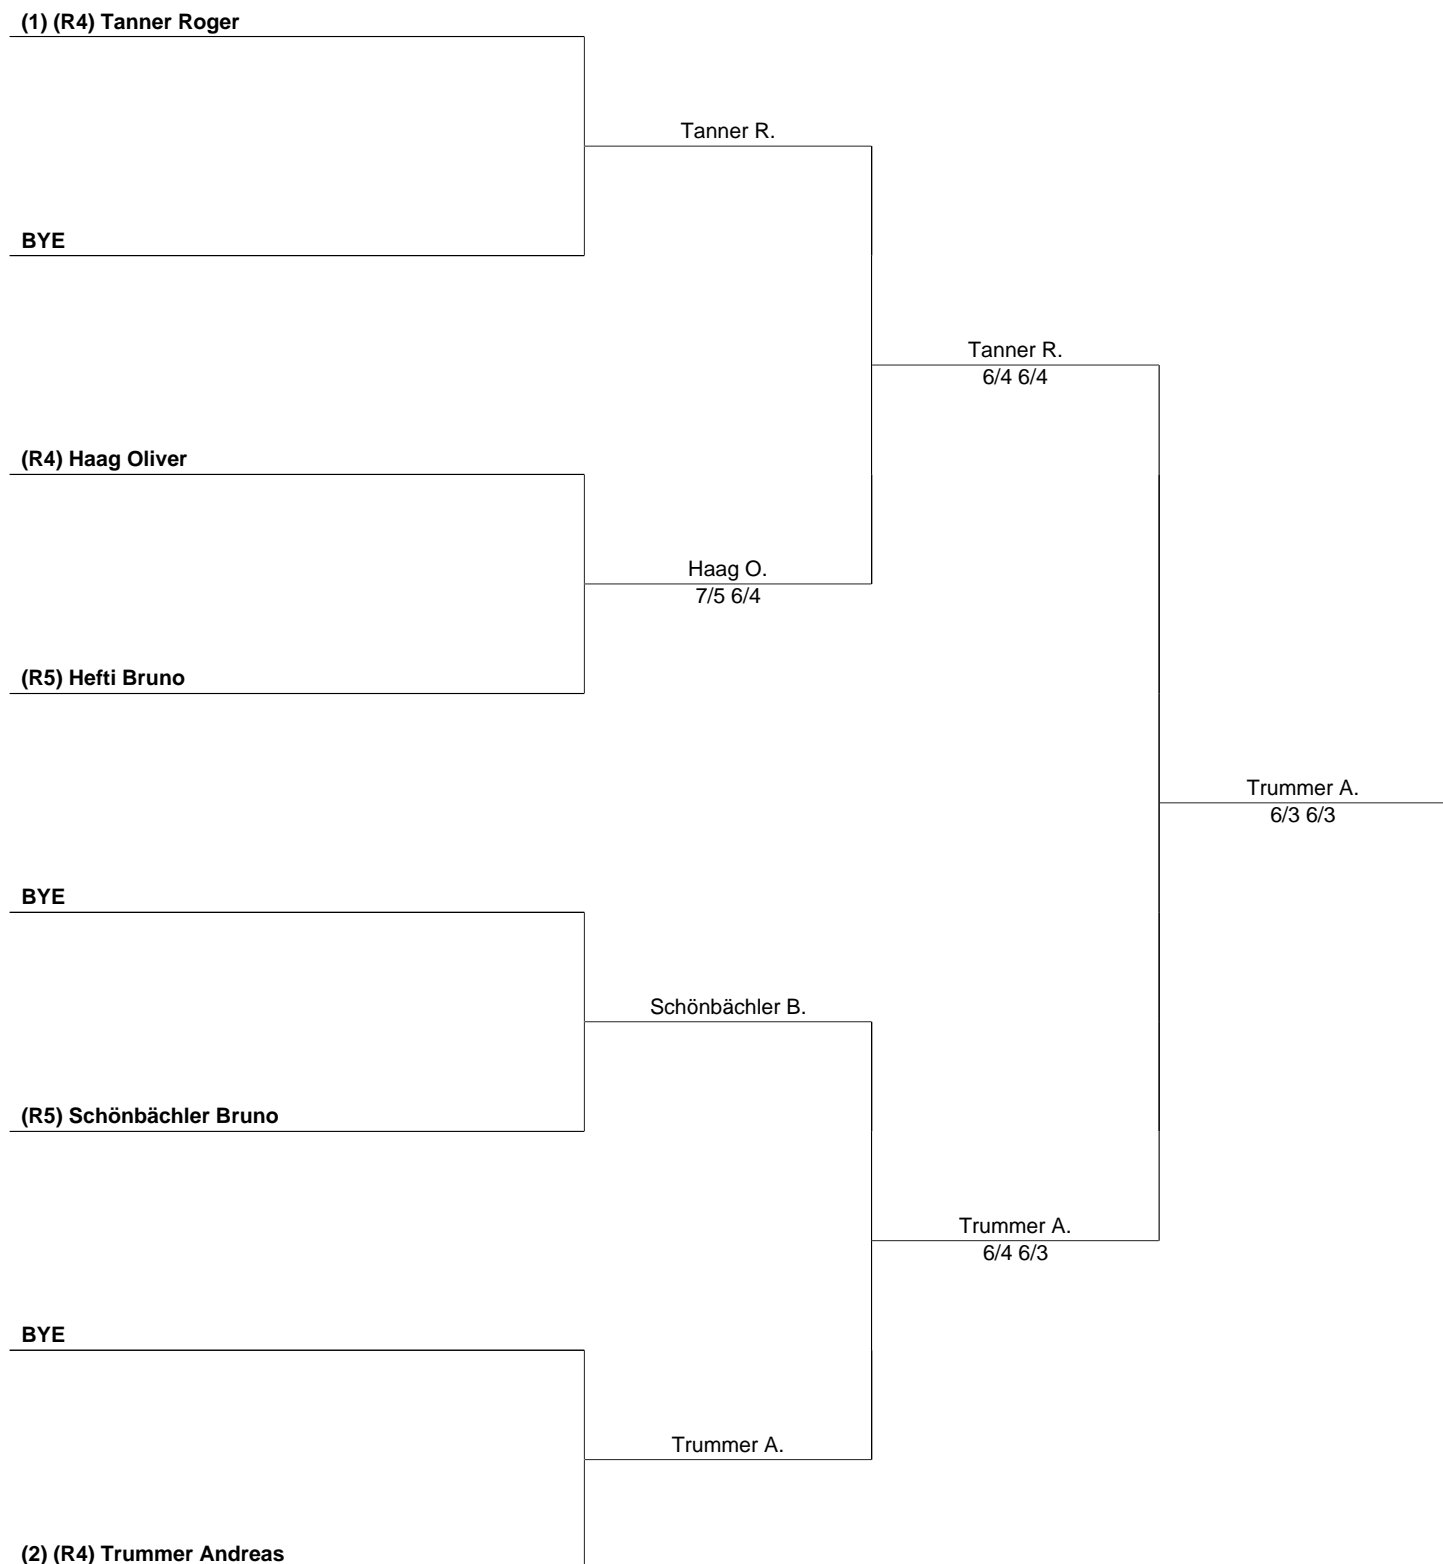 (1) (R4) Tanner Roger
Tanner R.
BYE
Tanner R.
6/4 6/4
(R4) Haag Oliver
Haag O.
7/5 6/4
(R5) Hefti Bruno
Trummer A.
6/3 6/3
BYE
Schönbächler B.
(R5) Schönbächler Bruno
Trummer A.
6/4 6/3
BYE
Trummer A.
(2) (R4) Trummer Andreas